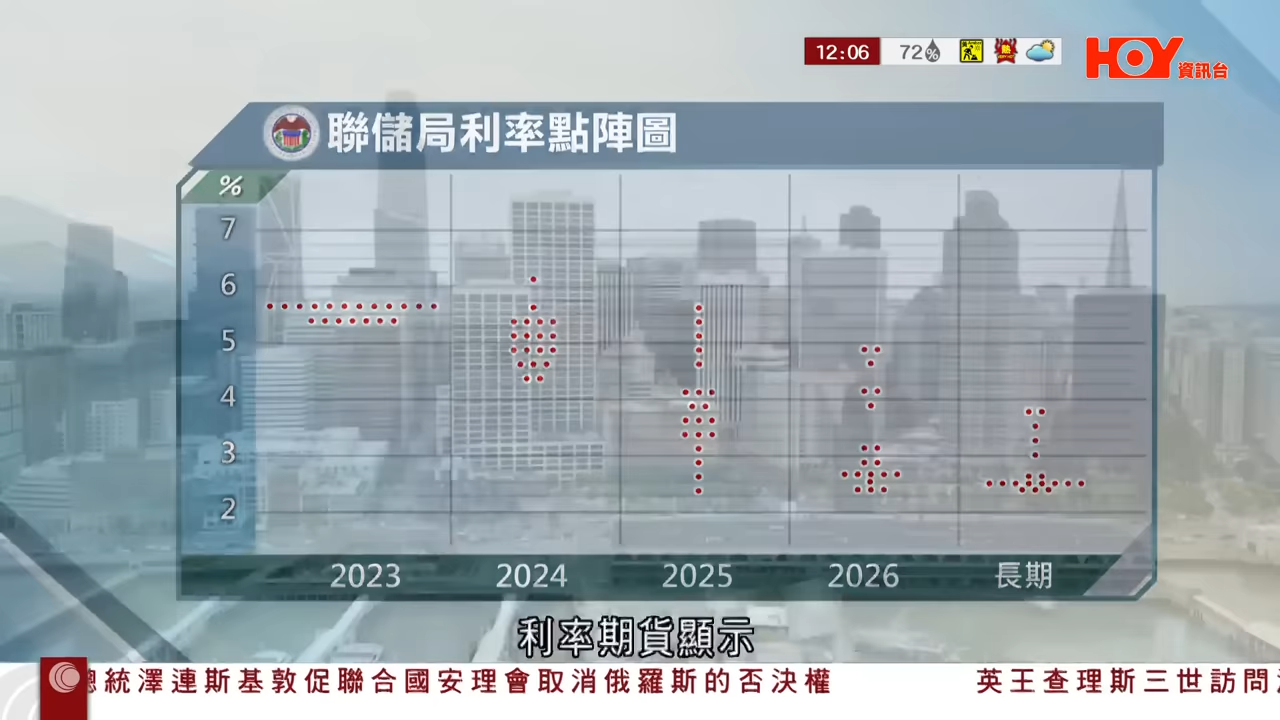 12:06 72%
HOY 資訊台
聯儲局利率點陣圖
%
7
6
5
4
3
2
2023 2024 2025 2026 長期
利率期貨顯示
總統澤連斯基敦促聯合國安理會取消俄羅斯的否決權 英王查理斯三世訪問